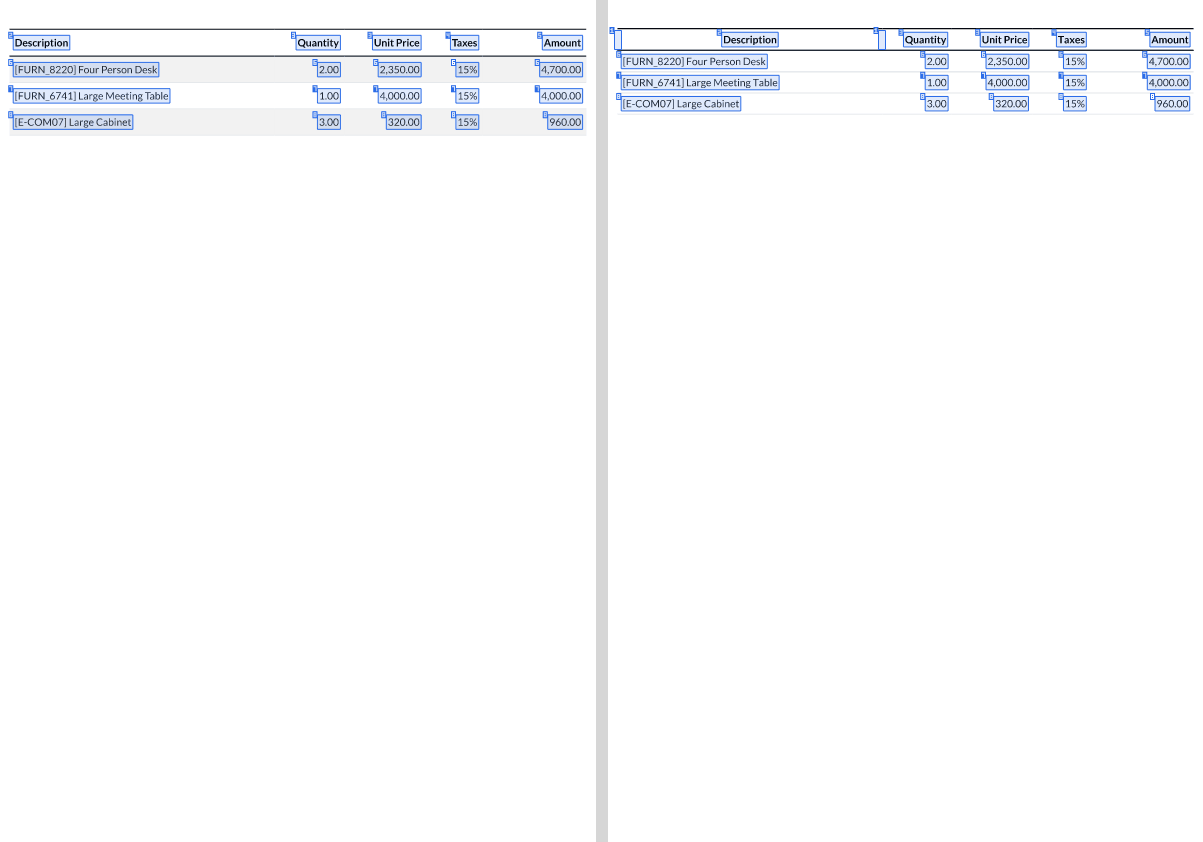 Description Quantity Unit Price Taxes Amount
[FURN_8220] Four Person Desk 2.00 2,350.00 15% 4,700.00
[FURN_6741] Large Meeting Table 1.00 4,000.00 15% 4,000.00
[E-COM07] Large Cabinet 3.00 320.00 15% 960.00
Description Quantity Unit Price Taxes Amount
[FURN_8220] Four Person Desk 2.00 2,350.00 15% 4,700.00
[FURN_6741] Large Meeting Table 1.00 4,000.00 15% 4,000.00
[E-COM07] Large Cabinet 3.00 320.00 15% 960.00